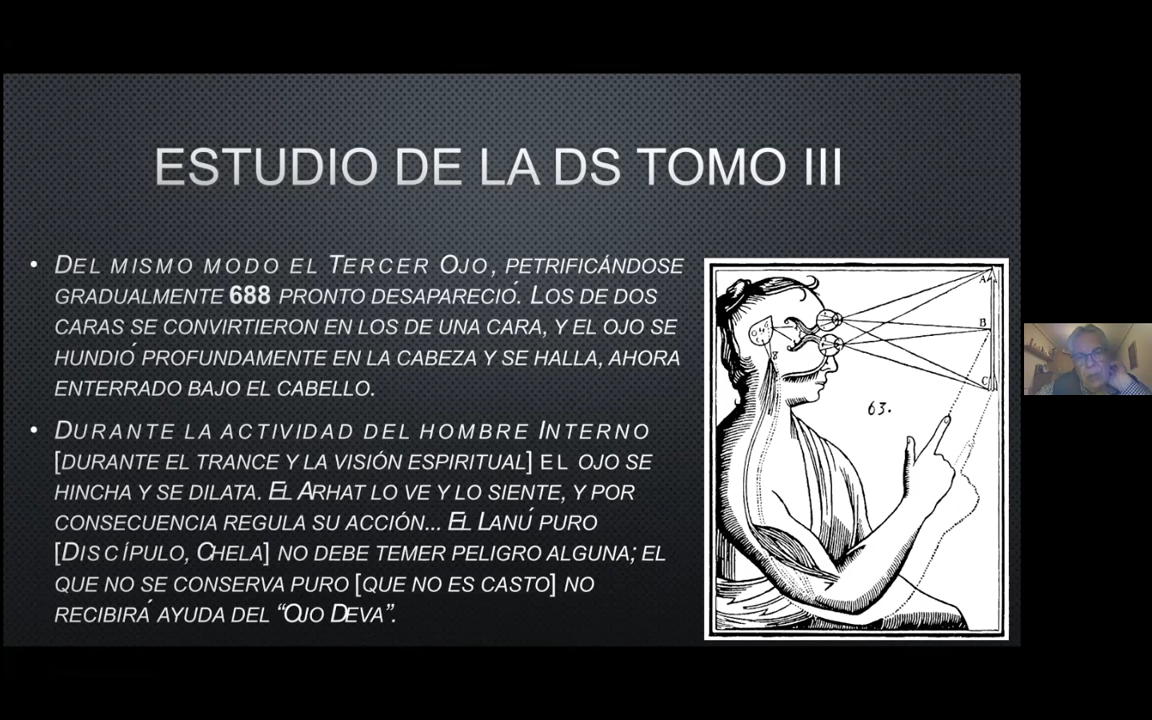 ESTUDIO DE LA DS TOMO III
• DEL MISMO MODO EL TERCER OJO, PETRIFICÁNDOSE
GRADUALMENTE 688 PRONTO DESAPARECIÓ. LOS DE DOS
CARAS SE CONVIRTIERON EN LOS DE UNA CARA, Y EL OJO SE
HUNDIÓ PROFUNDAMENTE EN LA CABEZA Y SE HALLA, AHORA
ENTERRADO BAJO EL CABELLO.
• DURANTE LA ACTIVIDAD DEL HOMBRE INTERNO
[DURANTE EL TRANCE Y LA VISIÓN ESPIRITUAL] EL OJO SE
HINCHA Y SE DILATA. EL ARHAT LO VE Y LO SIENTE, Y POR
CONSECUENCIA REGULA SU ACCIÓN... EL LANÚ PURO
[DISCÍPULO, CHELA] NO DEBE TEMER PELIGRO ALGUNA; EL
QUE NO SE CONSERVA PURO [QUE NO ES CASTO] NO
RECIBIRÁ AYUDA DEL “OJO DEVA”.
A
B
C
63.